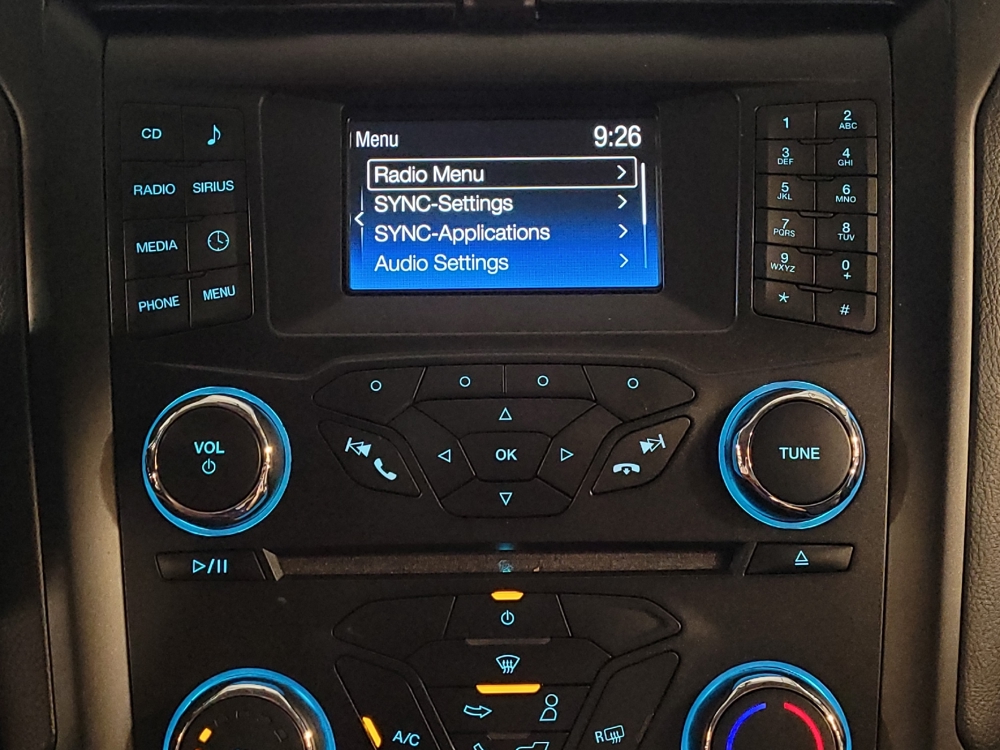 Menu 9:26
Radio Menu
SYNC-Settings
SYNC-Applications
Audio Settings
CD
RADIO SIRIUS
MEDIA
PHONE MENU
1 2 ABC
3 DEF 4 GHI
5 JKL 6 MNO
7 PQRS 8 TUV
9 WXYZ 0 +
* #
VOL
OK
TUNE
A/C
R